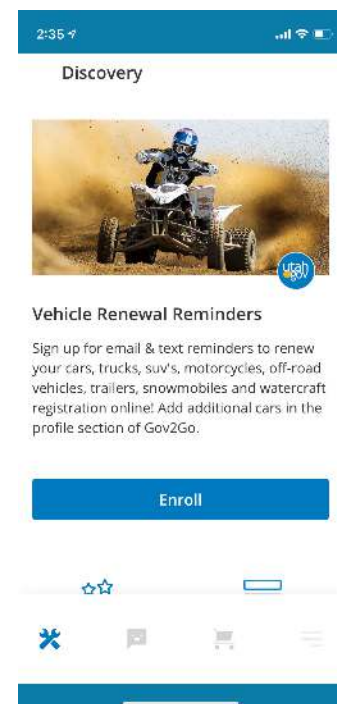 2:35
Discovery
utah
gov
Vehicle Renewal Reminders
Sign up for email & text reminders to renew
your cars, trucks, suv's, motorcycles, off-road
vehicles, trailers, snowmobiles and watercraft
registration online! Add additional cars in the
profile section of Gov2Go.
Enroll